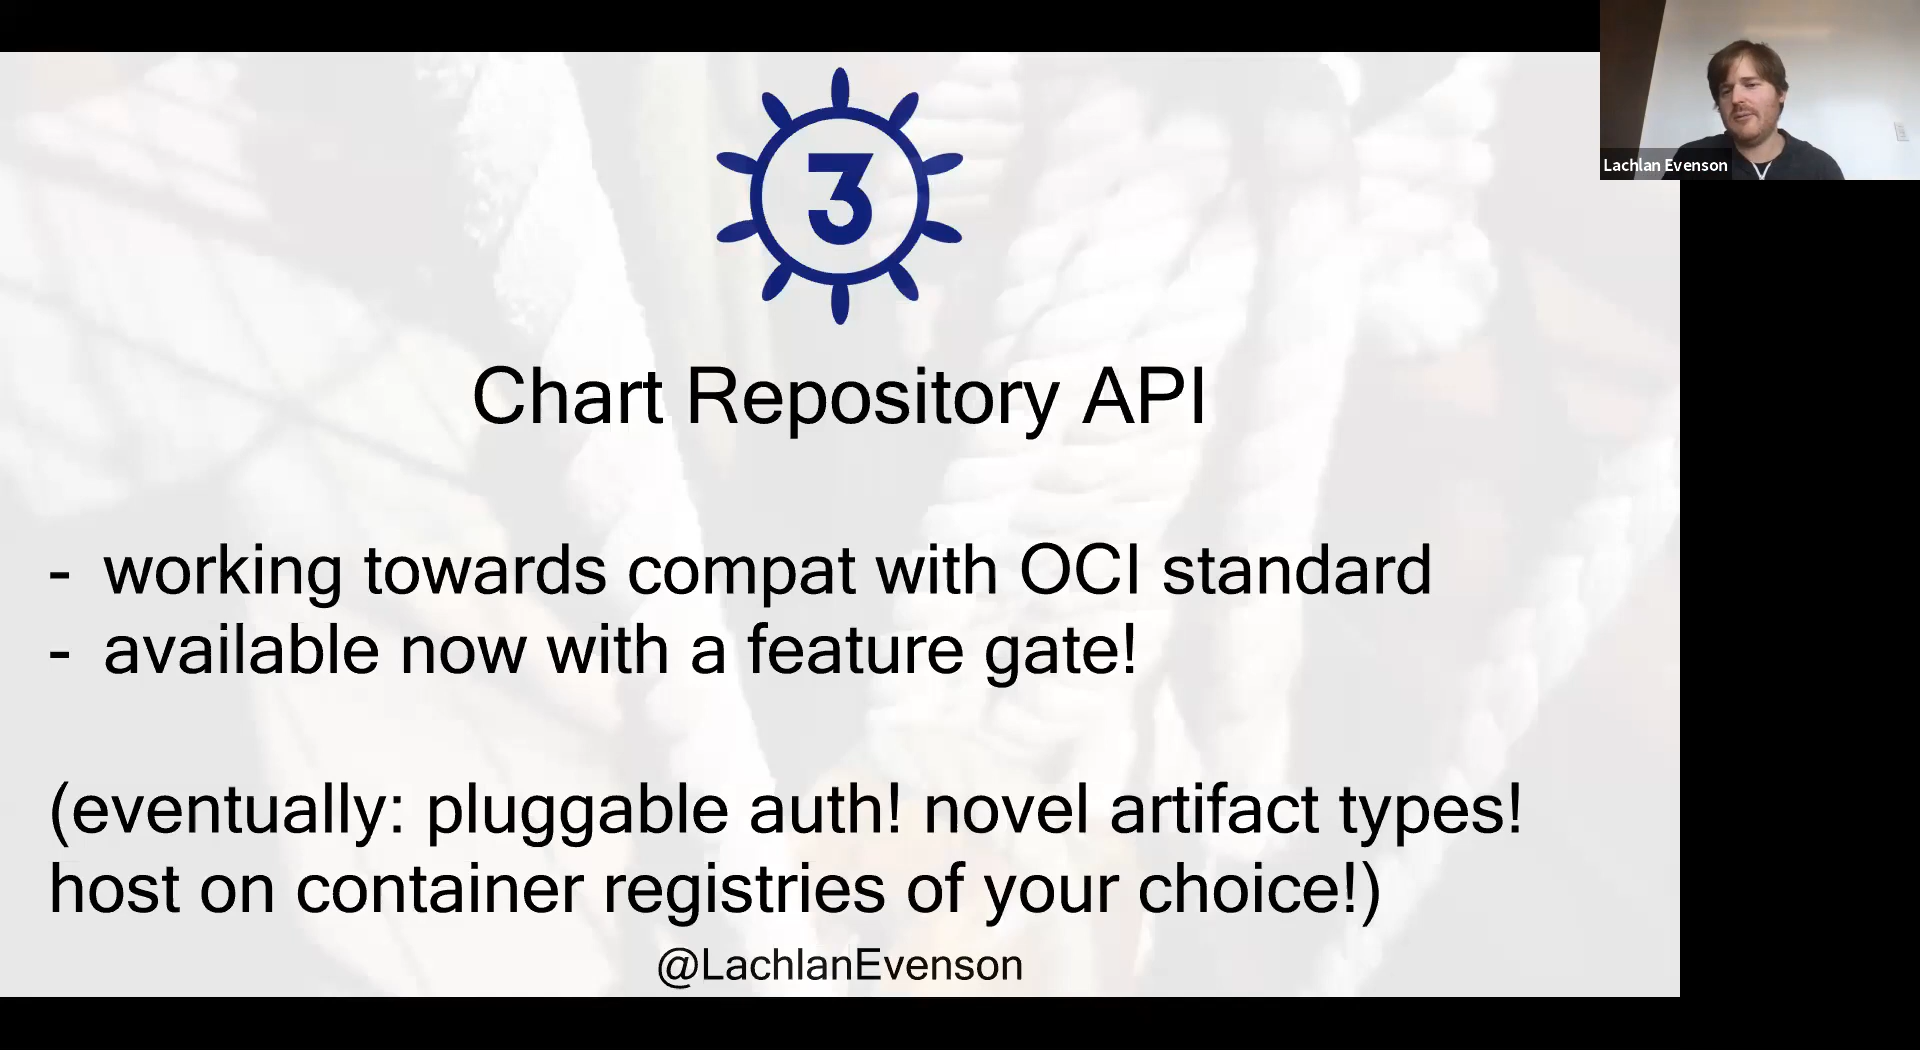 3
Lachlan Evenson
Chart Repository API
- working towards compat with OCI standard
- available now with a feature gate!
(eventually: pluggable auth! novel artifact types!
host on container registries of your choice!)
@LachlanEvenson